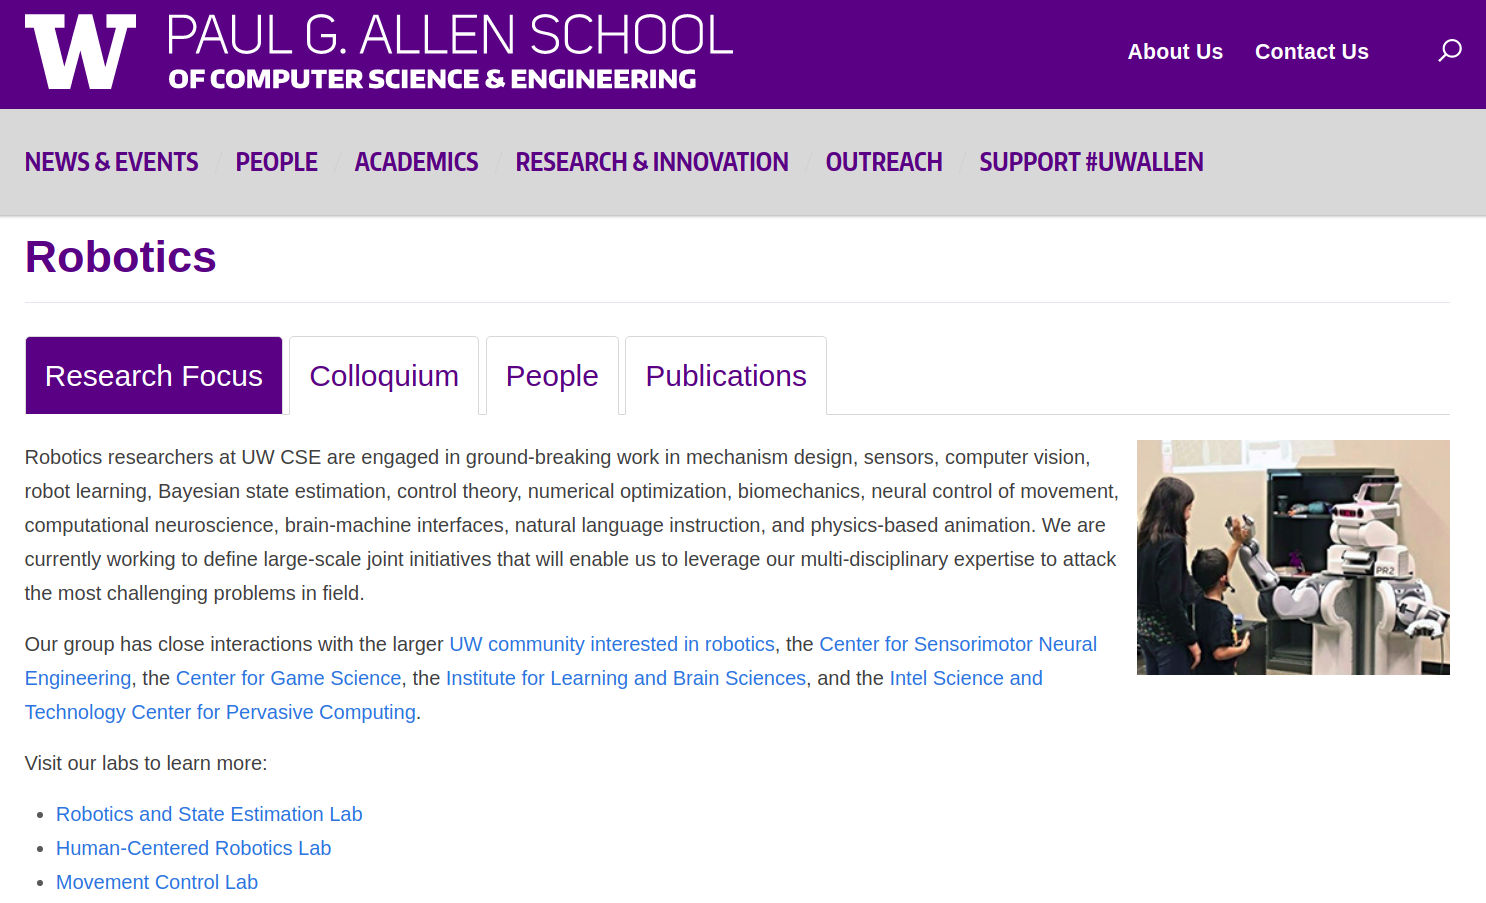 W PAUL G. ALLEN SCHOOL
OF COMPUTER SCIENCE & ENGINEERING
About Us Contact Us
NEWS & EVENTS / PEOPLE / ACADEMICS / RESEARCH & INNOVATION / OUTREACH / SUPPORT #UWALLEN
Robotics
Research Focus Colloquium People Publications
Robotics researchers at UW CSE are engaged in ground-breaking work in mechanism design, sensors, computer vision,
robot learning, Bayesian state estimation, control theory, numerical optimization, biomechanics, neural control of movement,
computational neuroscience, brain-machine interfaces, natural language instruction, and physics-based animation. We are
currently working to define large-scale joint initiatives that will enable us to leverage our multi-disciplinary expertise to attack
the most challenging problems in field.
PR2
Our group has close interactions with the larger UW community interested in robotics, the Center for Sensorimotor Neural
Engineering, the Center for Game Science, the Institute for Learning and Brain Sciences, and the Intel Science and
Technology Center for Pervasive Computing.
Visit our labs to learn more:
• Robotics and State Estimation Lab
• Human-Centered Robotics Lab
• Movement Control Lab